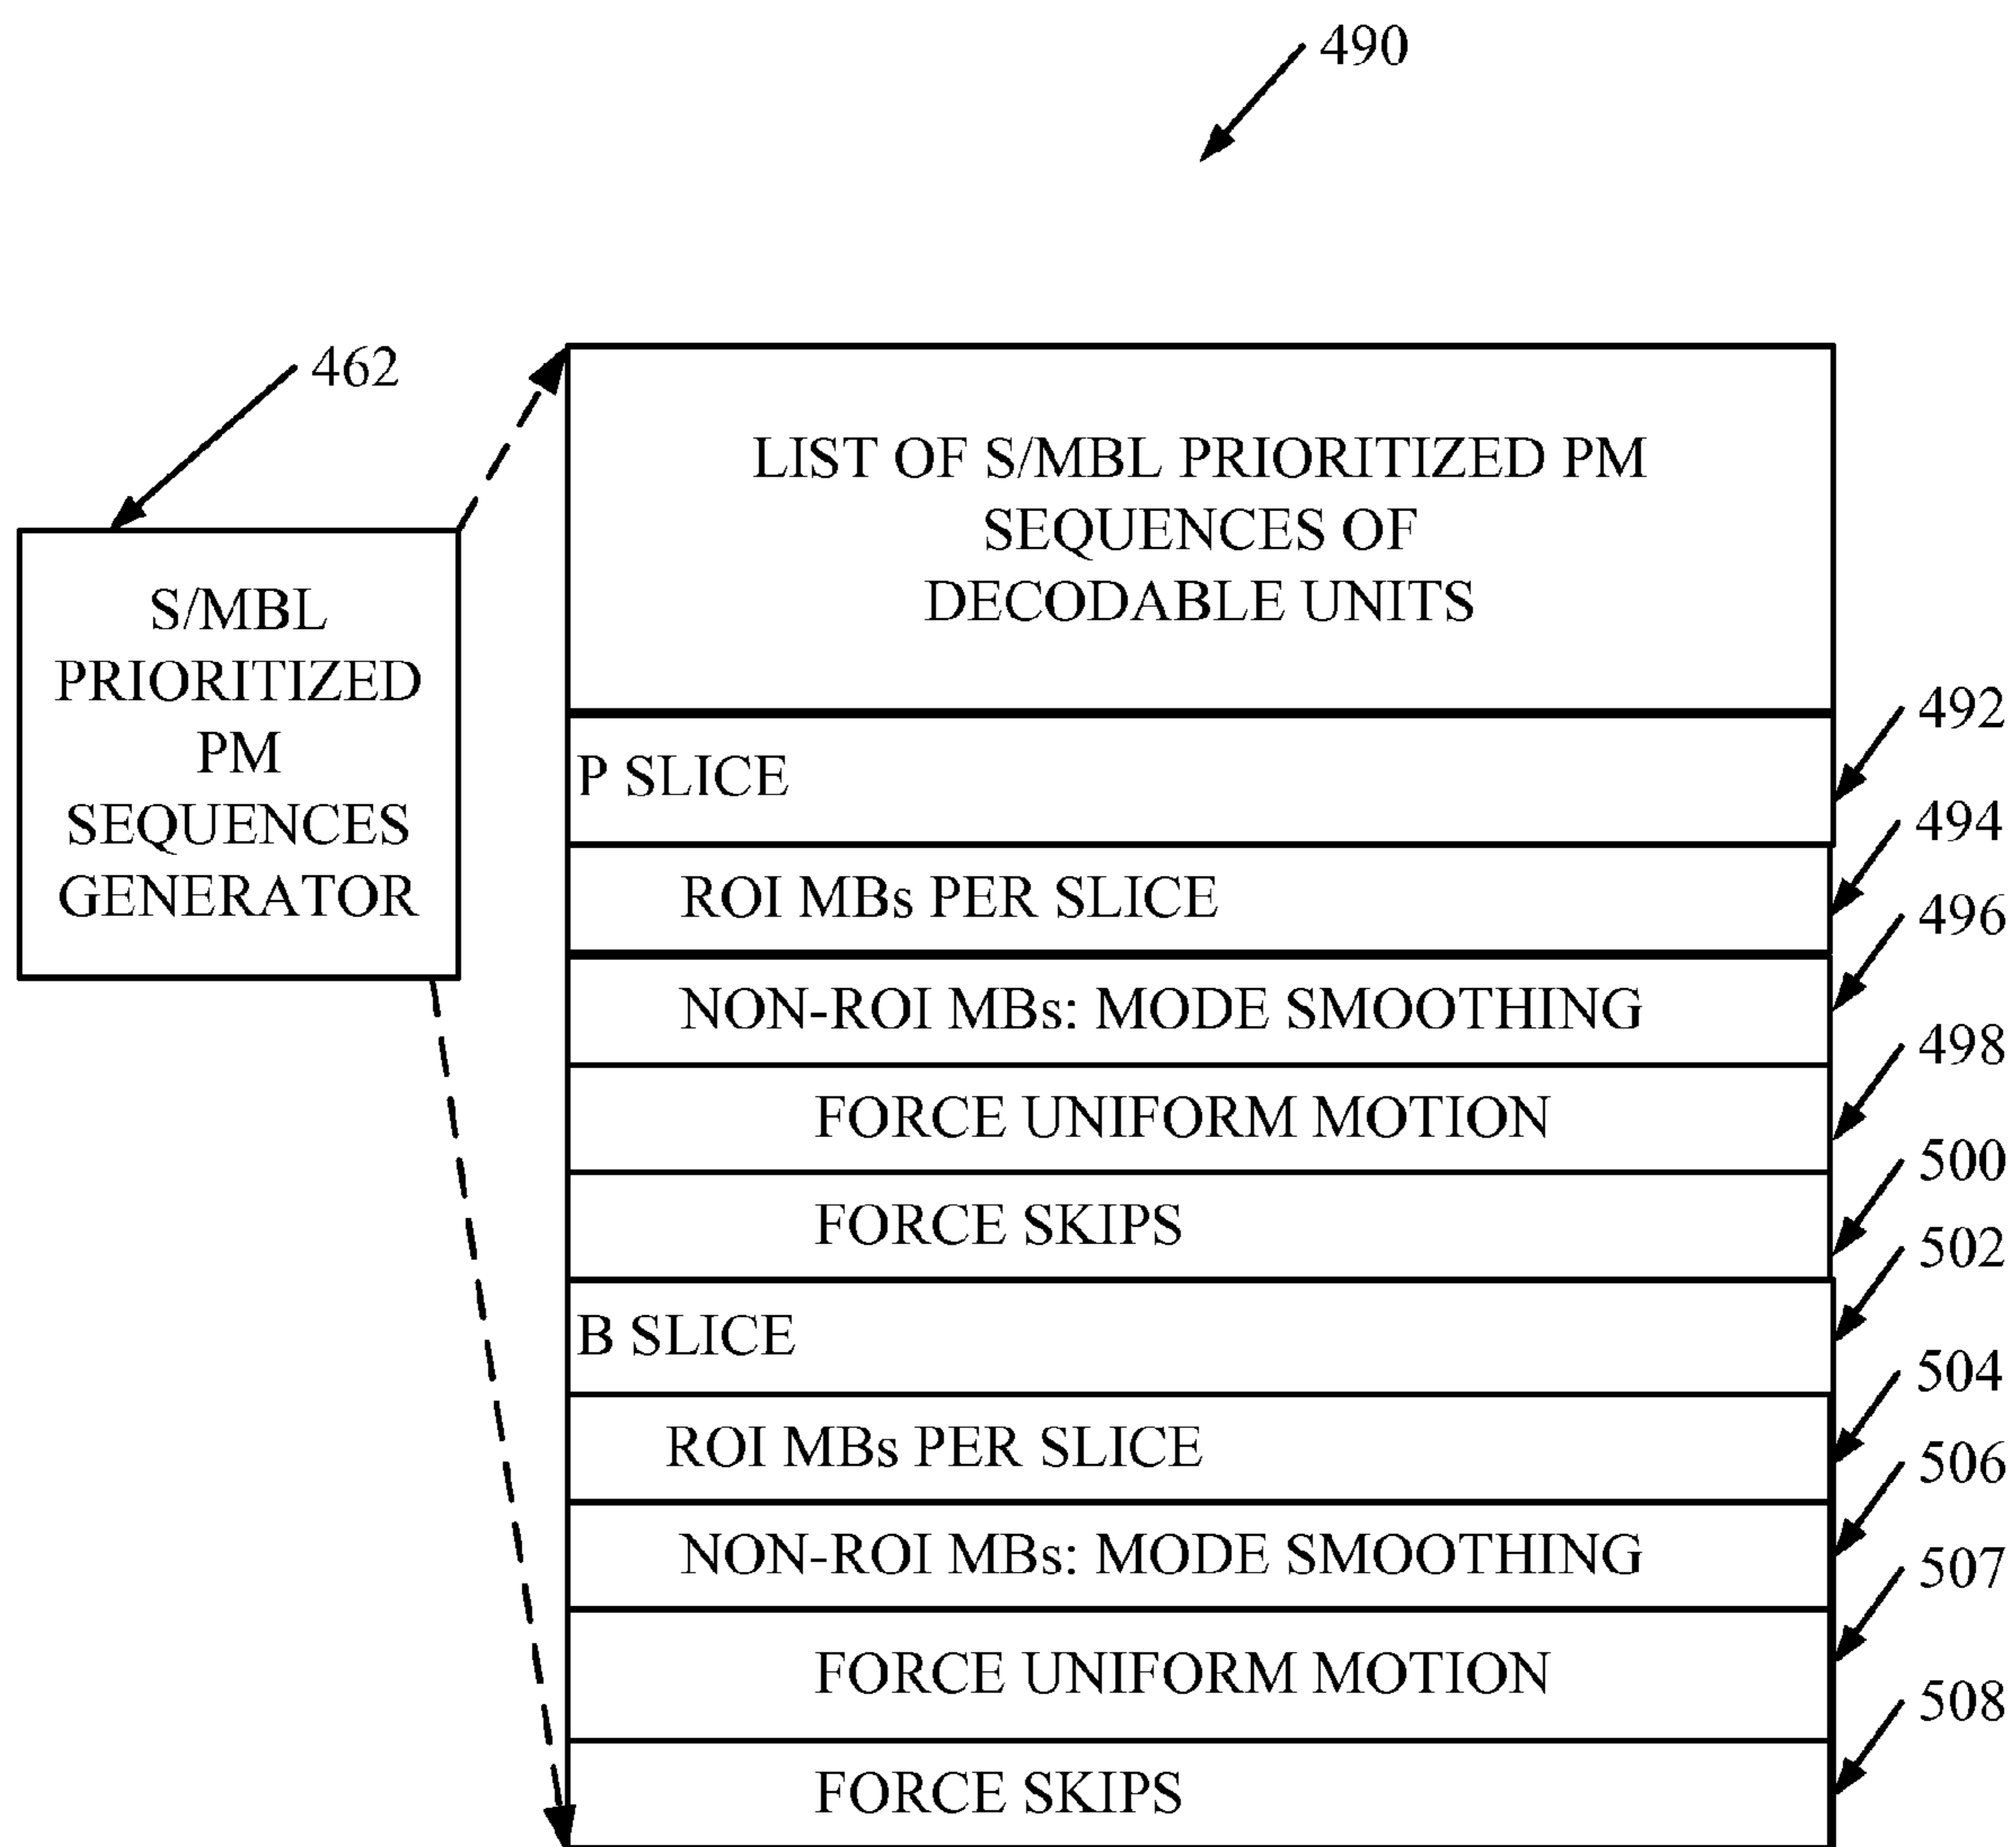 490
462
S/MBL
PRIORITIZED
PM
SEQUENCES
GENERATOR
LIST OF S/MBL PRIORITIZED PM
SEQUENCES OF
DECODABLE UNITS
492
P SLICE
494
ROI MBs PER SLICE
496
NON-ROI MBs: MODE SMOOTHING
498
FORCE UNIFORM MOTION
500
FORCE SKIPS
502
B SLICE
504
ROI MBs PER SLICE
506
NON-ROI MBs: MODE SMOOTHING
507
FORCE UNIFORM MOTION
508
FORCE SKIPS